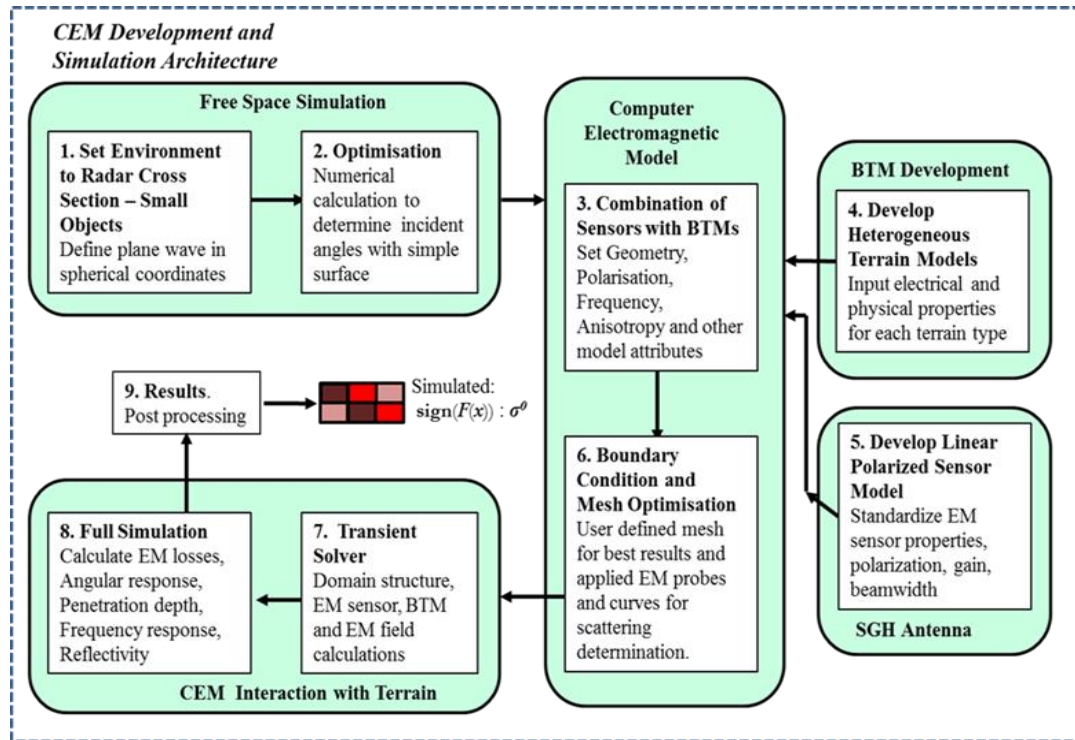 CEM Development and
Simulation Architecture
Free Space Simulation
1. Set Environment
to Radar Cross
Section – Small
Objects
Define plane wave in
spherical coordinates
2. Optimisation
Numerical
calculation to
determine incident
angles with simple
surface
Computer
Electromagnetic
Model
3. Combination of
Sensors with BTMs
Set Geometry,
Polarisation,
Frequency,
Anisotropy and other
model attributes
BTM Development
4. Develop
Heterogeneous
Terrain Models
Input electrical and
physical properties
for each terrain type
5. Develop Linear
Polarized Sensor
Model
Standardize EM
sensor properties,
polarization, gain,
beamwidth
SGH Antenna
6. Boundary
Condition and
Mesh Optimisation
User defined mesh
for best results and
applied EM probes
and curves for
scattering
determination.
7. Transient
Solver
Domain structure,
EM sensor, BTM
and EM field
calculations
8. Full Simulation
Calculate EM losses,
Angular response,
Penetration depth,
Frequency response,
Reflectivity
CEM Interaction with Terrain
9. Results.
Post processing
Simulated:
sign(F(x)) : σ⁰